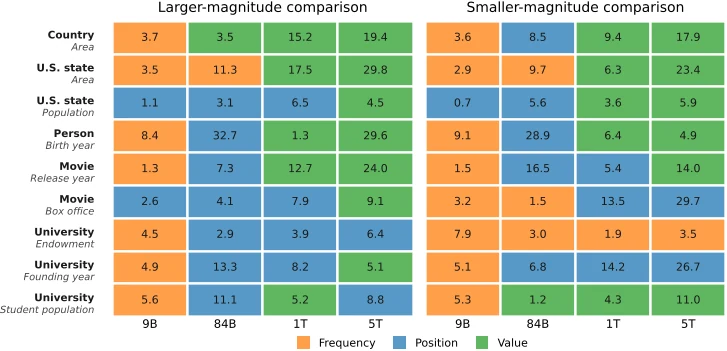 Larger-magnitude comparison Smaller-magnitude comparison
Country
Area
3.7 3.5 15.2 19.4 3.6 8.5 9.4 17.9
U.S. state
Area
3.5 11.3 17.5 29.8 2.9 9.7 6.3 23.4
U.S. state
Population
1.1 3.1 6.5 4.5 0.7 5.6 3.6 5.9
Person
Birth year
8.4 32.7 1.3 29.6 9.1 28.9 6.4 4.9
Movie
Release year
1.3 7.3 12.7 24.0 1.5 16.5 5.4 14.0
Movie
Box office
2.6 4.1 7.9 9.1 3.2 1.5 13.5 29.7
University
Endowment
4.5 2.9 3.9 6.4 7.9 3.0 1.9 3.5
University
Founding year
4.9 13.3 8.2 5.1 5.1 6.8 14.2 26.7
University
Student population
5.6 11.1 5.2 8.8 5.3 1.2 4.3 11.0
9B 84B 1T 5T 9B 84B 1T 5T
Frequency Position Value